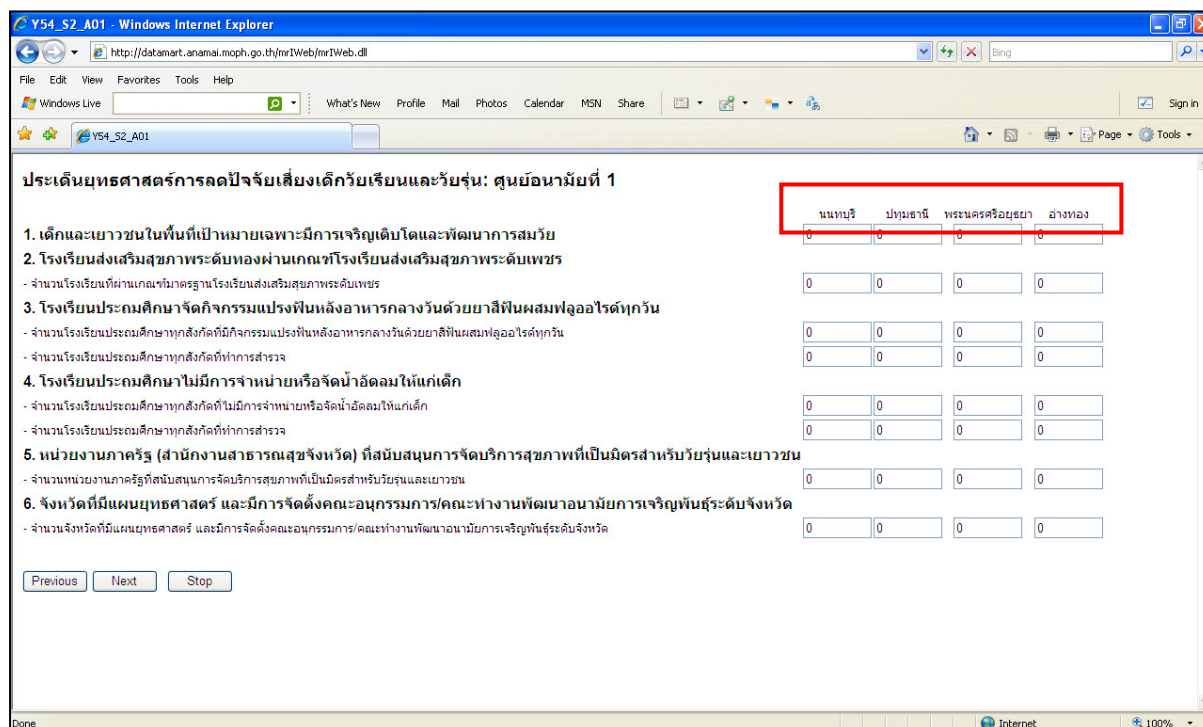 Y54_S2_A01 - Windows Internet Explorer
http://datamart.anamai.moph.go.th/mrIWeb/mrIWeb.dll Bing
File Edit View Favorites Tools Help
Windows Live What's New Profile Mail Photos Calendar MSN Share Sign in
Y54_S2_A01 Page Tools
ประเด็นยุทธศาสตร์การลดปัจจัยเสี่ยงเด็กวัยเรียนและวัยรุ่น: ศูนย์อนามัยที่ 1
นนทบุรี ปทุมธานี พระนครศรีอยุธยา อ่างทอง
1. เด็กและเยาวชนในพื้นที่เป้าหมายเฉพาะมีการเจริญเติบโตและพัฒนาการสมวัย 0 0 0 0
2. โรงเรียนส่งเสริมสุขภาพระดับทองผ่านเกณฑ์โรงเรียนส่งเสริมสุขภาพระดับเพชร
- จำนวนโรงเรียนที่ผ่านเกณฑ์มาตรฐานโรงเรียนส่งเสริมสุขภาพระดับเพชร 0 0 0 0
3. โรงเรียนประถมศึกษาจัดกิจกรรมแปรงฟันหลังอาหารกลางวันด้วยยาสีฟันผสมฟลูออไรด์ทุกวัน
- จำนวนโรงเรียนประถมศึกษาทุกสังกัดที่มีกิจกรรมแปรงฟันหลังอาหารกลางวันด้วยยาสีฟันผสมฟลูออไรด์ทุกวัน 0 0 0 0
- จำนวนโรงเรียนประถมศึกษาทุกสังกัดที่ทำการสำรวจ 0 0 0 0
4. โรงเรียนประถมศึกษาไม่มีการจำหน่ายหรือจัดน้ำอัดลมให้แก่เด็ก
- จำนวนโรงเรียนประถมศึกษาทุกสังกัดที่ไม่มีการจำหน่ายหรือจัดน้ำอัดลมให้แก่เด็ก 0 0 0 0
- จำนวนโรงเรียนประถมศึกษาทุกสังกัดที่ทำการสำรวจ 0 0 0 0
5. หน่วยงานภาครัฐ (สำนักงานสาธารณสุขจังหวัด) ที่สนับสนุนการจัดบริการสุขภาพที่เป็นมิตรสำหรับวัยรุ่นและเยาวชน
- จำนวนหน่วยงานภาครัฐที่สนับสนุนการจัดบริการสุขภาพที่เป็นมิตรสำหรับวัยรุ่นและเยาวชน 0 0 0 0
6. จังหวัดที่มีแผนยุทธศาสตร์ และมีการจัดตั้งคณะอนุกรรมการ/คณะทำงานพัฒนาอนามัยการเจริญพันธุ์ระดับจังหวัด
- จำนวนจังหวัดที่มีแผนยุทธศาสตร์ และมีการจัดตั้งคณะอนุกรรมการ/คณะทำงานพัฒนาอนามัยการเจริญพันธุ์ระดับจังหวัด 0 0 0 0
Previous Next Stop
Done Internet 100%